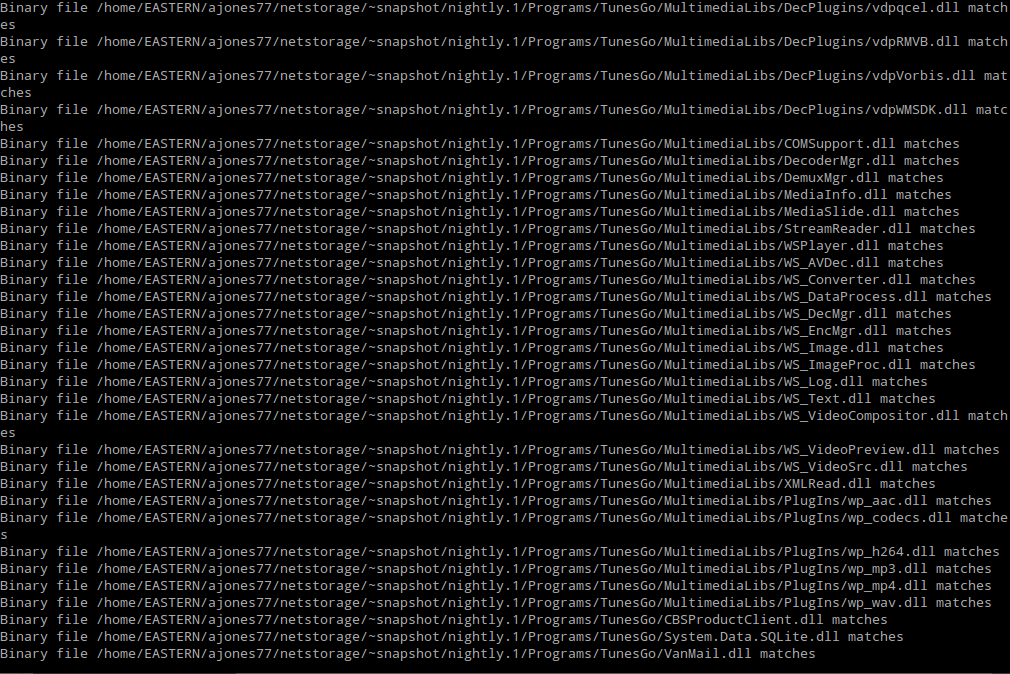 Binary file /home/EASTERN/ajones77/netstorage/~snapshot/nightly.1/Programs/TunesGo/MultimediaLibs/DecPlugins/vdpqcel.dll match
es
Binary file /home/EASTERN/ajones77/netstorage/~snapshot/nightly.1/Programs/TunesGo/MultimediaLibs/DecPlugins/vdpRMVB.dll match
es
Binary file /home/EASTERN/ajones77/netstorage/~snapshot/nightly.1/Programs/TunesGo/MultimediaLibs/DecPlugins/vdpVorbis.dll mat
ches
Binary file /home/EASTERN/ajones77/netstorage/~snapshot/nightly.1/Programs/TunesGo/MultimediaLibs/DecPlugins/vdpWMSDK.dll matc
hes
Binary file /home/EASTERN/ajones77/netstorage/~snapshot/nightly.1/Programs/TunesGo/MultimediaLibs/COMSupport.dll matches
Binary file /home/EASTERN/ajones77/netstorage/~snapshot/nightly.1/Programs/TunesGo/MultimediaLibs/DecoderMgr.dll matches
Binary file /home/EASTERN/ajones77/netstorage/~snapshot/nightly.1/Programs/TunesGo/MultimediaLibs/DemuxMgr.dll matches
Binary file /home/EASTERN/ajones77/netstorage/~snapshot/nightly.1/Programs/TunesGo/MultimediaLibs/MediaInfo.dll matches
Binary file /home/EASTERN/ajones77/netstorage/~snapshot/nightly.1/Programs/TunesGo/MultimediaLibs/MediaSlide.dll matches
Binary file /home/EASTERN/ajones77/netstorage/~snapshot/nightly.1/Programs/TunesGo/MultimediaLibs/StreamReader.dll matches
Binary file /home/EASTERN/ajones77/netstorage/~snapshot/nightly.1/Programs/TunesGo/MultimediaLibs/WSPlayer.dll matches
Binary file /home/EASTERN/ajones77/netstorage/~snapshot/nightly.1/Programs/TunesGo/MultimediaLibs/WS_AVDec.dll matches
Binary file /home/EASTERN/ajones77/netstorage/~snapshot/nightly.1/Programs/TunesGo/MultimediaLibs/WS_Converter.dll matches
Binary file /home/EASTERN/ajones77/netstorage/~snapshot/nightly.1/Programs/TunesGo/MultimediaLibs/WS_DataProcess.dll matches
Binary file /home/EASTERN/ajones77/netstorage/~snapshot/nightly.1/Programs/TunesGo/MultimediaLibs/WS_DecMgr.dll matches
Binary file /home/EASTERN/ajones77/netstorage/~snapshot/nightly.1/Programs/TunesGo/MultimediaLibs/WS_EncMgr.dll matches
Binary file /home/EASTERN/ajones77/netstorage/~snapshot/nightly.1/Programs/TunesGo/MultimediaLibs/WS_Image.dll matches
Binary file /home/EASTERN/ajones77/netstorage/~snapshot/nightly.1/Programs/TunesGo/MultimediaLibs/WS_ImageProc.dll matches
Binary file /home/EASTERN/ajones77/netstorage/~snapshot/nightly.1/Programs/TunesGo/MultimediaLibs/WS_Log.dll matches
Binary file /home/EASTERN/ajones77/netstorage/~snapshot/nightly.1/Programs/TunesGo/MultimediaLibs/WS_Text.dll matches
Binary file /home/EASTERN/ajones77/netstorage/~snapshot/nightly.1/Programs/TunesGo/MultimediaLibs/WS_VideoCompositor.dll match
es
Binary file /home/EASTERN/ajones77/netstorage/~snapshot/nightly.1/Programs/TunesGo/MultimediaLibs/WS_VideoPreview.dll matches
Binary file /home/EASTERN/ajones77/netstorage/~snapshot/nightly.1/Programs/TunesGo/MultimediaLibs/WS_VideoSrc.dll matches
Binary file /home/EASTERN/ajones77/netstorage/~snapshot/nightly.1/Programs/TunesGo/MultimediaLibs/XMLRead.dll matches
Binary file /home/EASTERN/ajones77/netstorage/~snapshot/nightly.1/Programs/TunesGo/MultimediaLibs/PlugIns/wp_aac.dll matches
Binary file /home/EASTERN/ajones77/netstorage/~snapshot/nightly.1/Programs/TunesGo/MultimediaLibs/PlugIns/wp_codecs.dll matche
s
Binary file /home/EASTERN/ajones77/netstorage/~snapshot/nightly.1/Programs/TunesGo/MultimediaLibs/PlugIns/wp_h264.dll matches
Binary file /home/EASTERN/ajones77/netstorage/~snapshot/nightly.1/Programs/TunesGo/MultimediaLibs/PlugIns/wp_mp3.dll matches
Binary file /home/EASTERN/ajones77/netstorage/~snapshot/nightly.1/Programs/TunesGo/MultimediaLibs/PlugIns/wp_mp4.dll matches
Binary file /home/EASTERN/ajones77/netstorage/~snapshot/nightly.1/Programs/TunesGo/MultimediaLibs/PlugIns/wp_wav.dll matches
Binary file /home/EASTERN/ajones77/netstorage/~snapshot/nightly.1/Programs/TunesGo/CBSProductClient.dll matches
Binary file /home/EASTERN/ajones77/netstorage/~snapshot/nightly.1/Programs/TunesGo/System.Data.SQLite.dll matches
Binary file /home/EASTERN/ajones77/netstorage/~snapshot/nightly.1/Programs/TunesGo/VanMail.dll matches